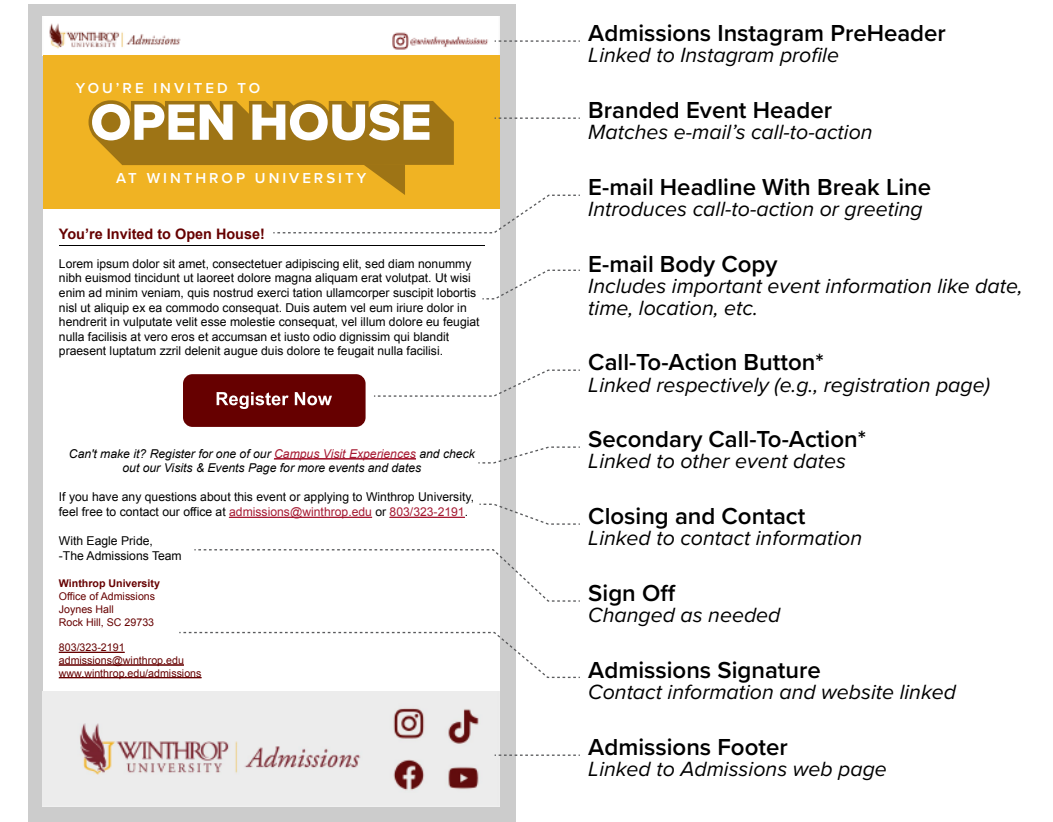 WINTHROP
UNIVERSITY
Admissions
@winthropadmissions
YOU'RE INVITED TO
OPEN HOUSE
AT WINTHROP UNIVERSITY
You're Invited to Open House!
Lorem ipsum dolor sit amet, consectetuer adipiscing elit, sed diam nonummy
nibh euismod tincidunt ut laoreet dolore magna aliquam erat volutpat. Ut wisi
enim ad minim veniam, quis nostrud exerci tation ullamcorper suscipit lobortis
nisl ut aliquip ex ea commodo consequat. Duis autem vel eum iriure dolor in
hendrerit in vulputate velit esse molestie consequat, vel illum dolore eu feugiat
nulla facilisis at vero eros et accumsan et iusto odio dignissim qui blandit
praesent luptatum zzril delenit augue duis dolore te feugait nulla facilisi.
Register Now
Can't make it? Register for one of our Campus Visit Experiences and check
out our Visits & Events Page for more events and dates
If you have any questions about this event or applying to Winthrop University,
feel free to contact our office at admissions@winthrop.edu or 803/323-2191.
With Eagle Pride,
-The Admissions Team
Winthrop University
Office of Admissions
Joynes Hall
Rock Hill, SC 29733
803/323-2191
admissions@winthrop.edu
www.winthrop.edu/admissions
WINTHROP
UNIVERSITY
Admissions
Admissions Instagram PreHeader
Linked to Instagram profile
Branded Event Header
Matches e-mail's call-to-action
E-mail Headline With Break Line
Introduces call-to-action or greeting
E-mail Body Copy
Includes important event information like date,
time, location, etc.
Call-To-Action Button*
Linked respectively (e.g., registration page)
Secondary Call-To-Action*
Linked to other event dates
Closing and Contact
Linked to contact information
Sign Off
Changed as needed
Admissions Signature
Contact information and website linked
Admissions Footer
Linked to Admissions web page